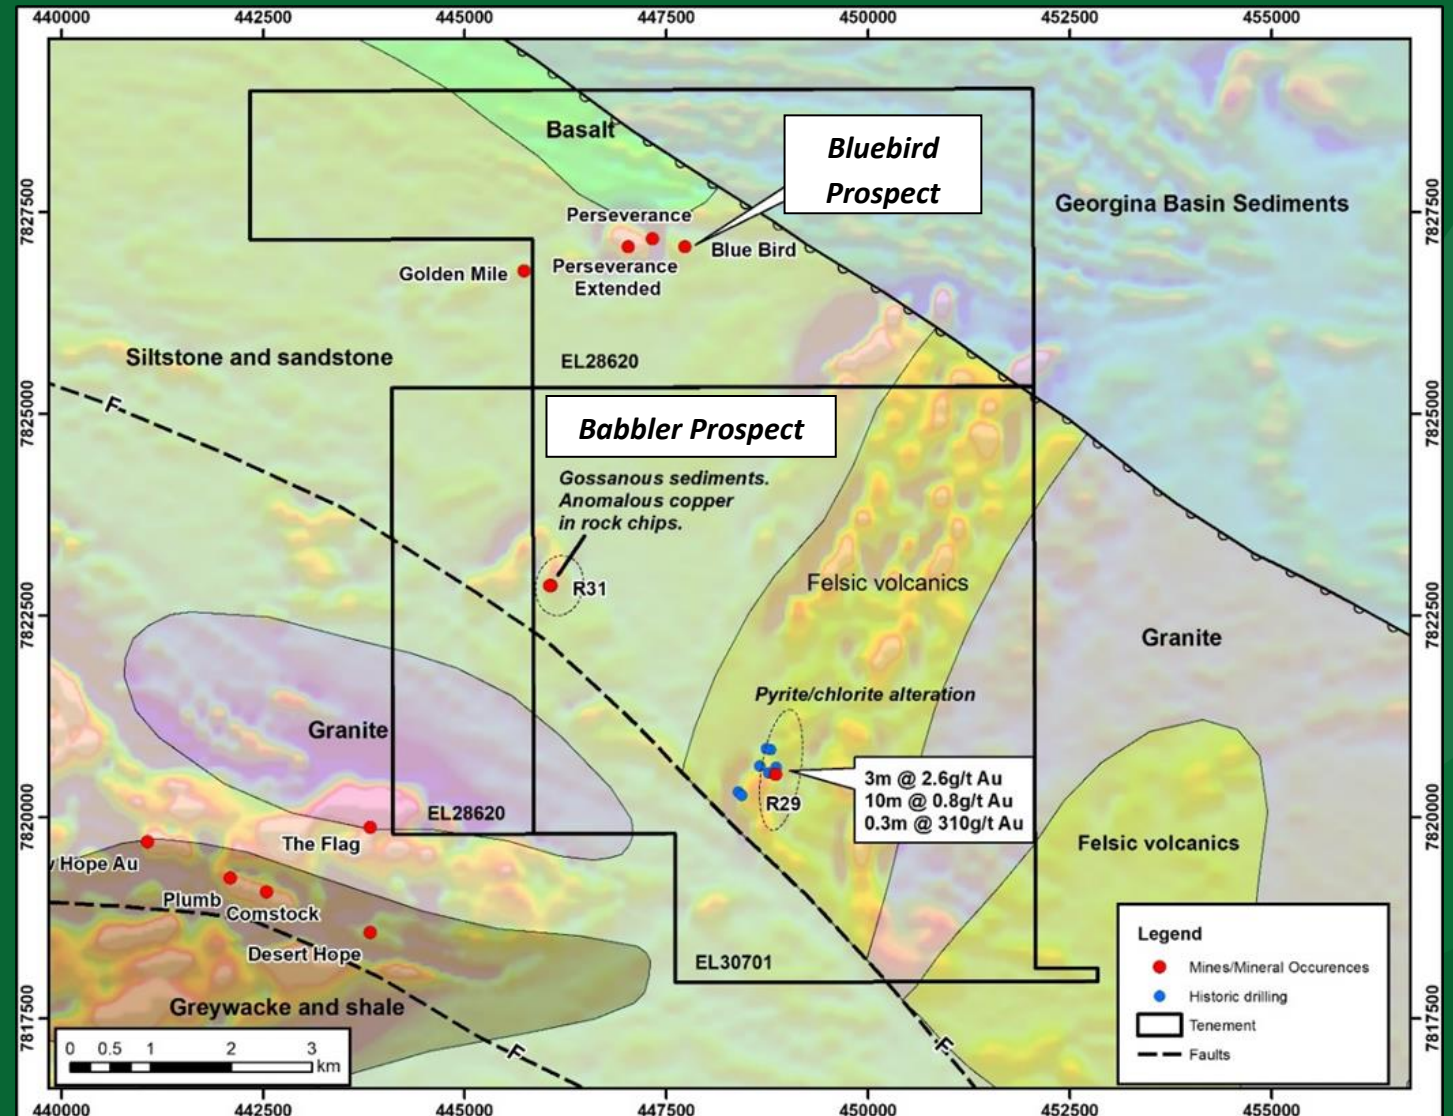 440000 442500 445000 447500 450000 452500 455000
7827500
7827500
Basalt
Bluebird
Prospect
Georgina Basin Sediments
Perseverance
Blue Bird
Golden Mile
Perseverance
Extended
Siltstone and sandstone
EL28620
7825000
7825000
F
Babbler Prospect
Gossanous sediments.
Anomalous copper
in rock chips.
R31
Felsic volcanics
7822500
7822500
Granite
Pyrite/chlorite alteration
Granite
3m @ 2.6g/t Au
10m @ 0.8g/t Au
0.3m @ 310g/t Au
R29
EL28620
7820000
7820000
The Flag
Hope Au
Felsic volcanics
Plumb
Comstock
Desert Hope
EL30701
Greywacke and shale
7817500
7817500
F
F
0 0.5 1 2 3
km
Legend
Mines/Mineral Occurences
Historic drilling
Tenement
Faults
440000 442500 445000 447500 450000 452500 455000